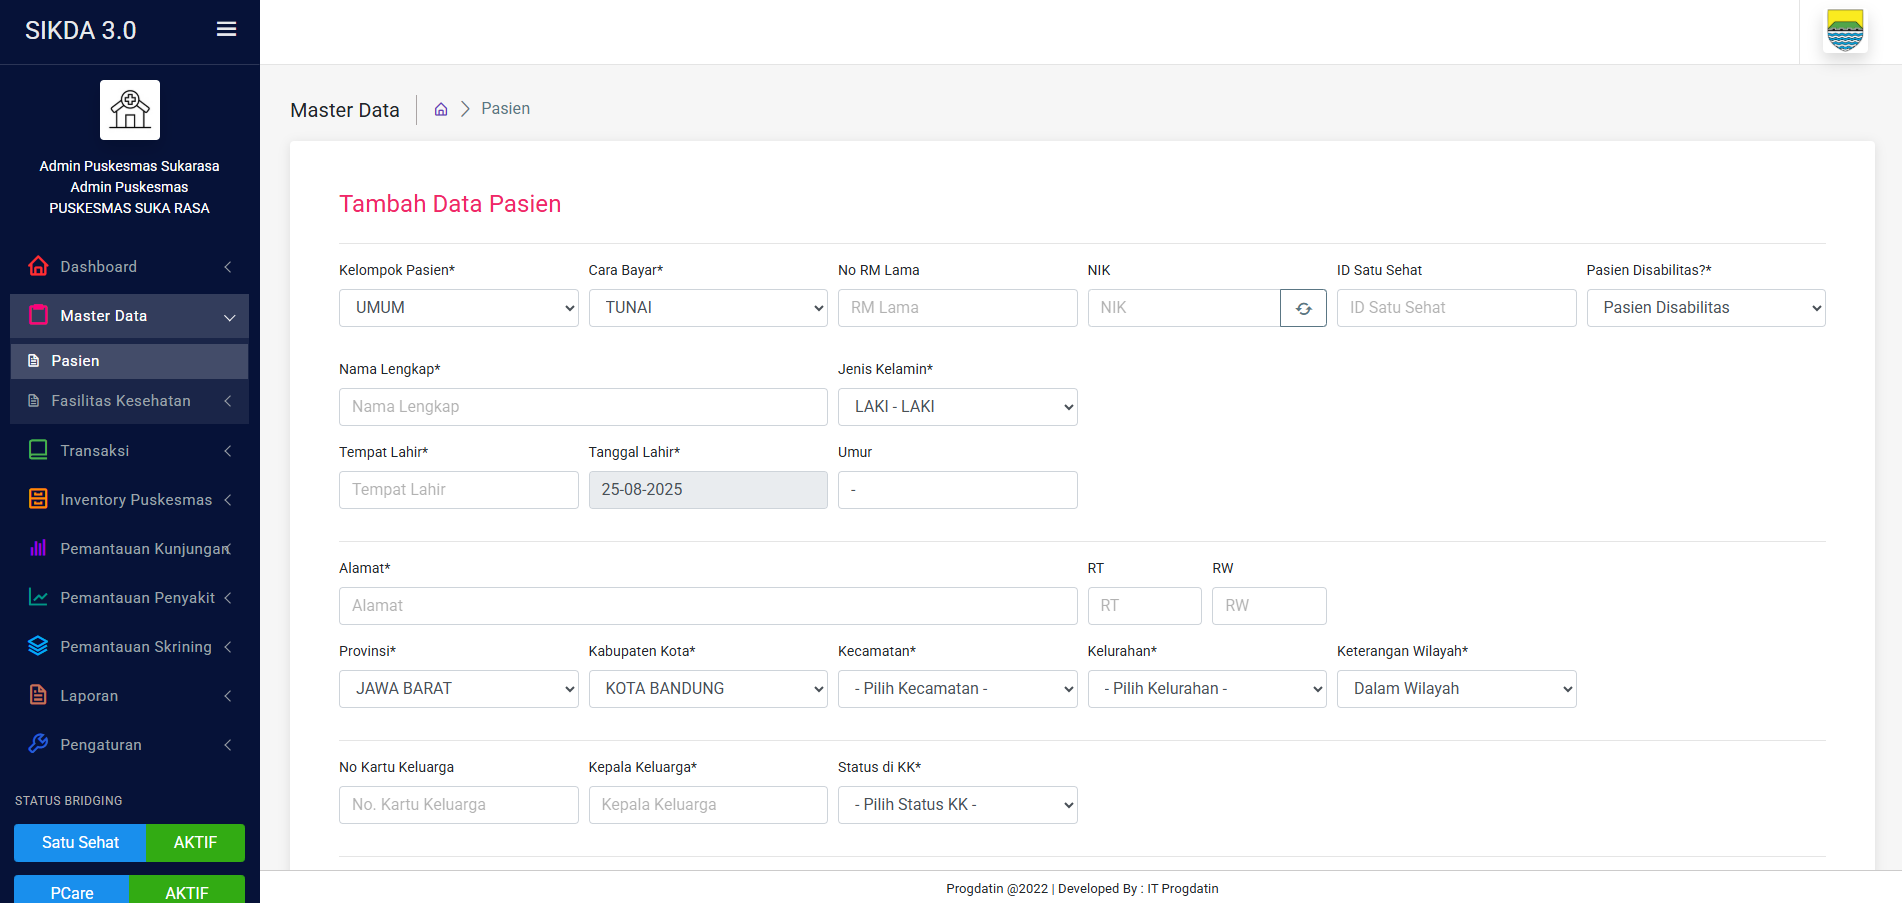 SIKDA 3.0
Admin Puskesmas Sukarasa
Admin Puskesmas
PUSKESMAS SUKA RASA
Dashboard
Master Data
Pasien
Fasilitas Kesehatan
Transaksi
Inventory Puskesmas
Pemantauan Kunjungan
Pemantauan Penyakit
Pemantauan Skrining
Laporan
Pengaturan
STATUS BRIDGING
Satu Sehat AKTIF
PCare AKTIF
Master Data Pasien
Tambah Data Pasien
Kelompok Pasien* Cara Bayar* No RM Lama NIK ID Satu Sehat Pasien Disabilitas?*
UMUM TUNAI RM Lama NIK ID Satu Sehat Pasien Disabilitas
Nama Lengkap* Jenis Kelamin*
Nama Lengkap LAKI - LAKI
Tempat Lahir* Tanggal Lahir* Umur
Tempat Lahir 25-08-2025 -
Alamat* RT RW
Alamat RT RW
Provinsi* Kabupaten Kota* Kecamatan* Kelurahan* Keterangan Wilayah*
JAWA BARAT KOTA BANDUNG - Pilih Kecamatan - - Pilih Kelurahan - Dalam Wilayah
No Kartu Keluarga Kepala Keluarga* Status di KK*
No. Kartu Keluarga Kepala Keluarga - Pilih Status KK -
Progdatin @2022 | Developed By : IT Progdatin